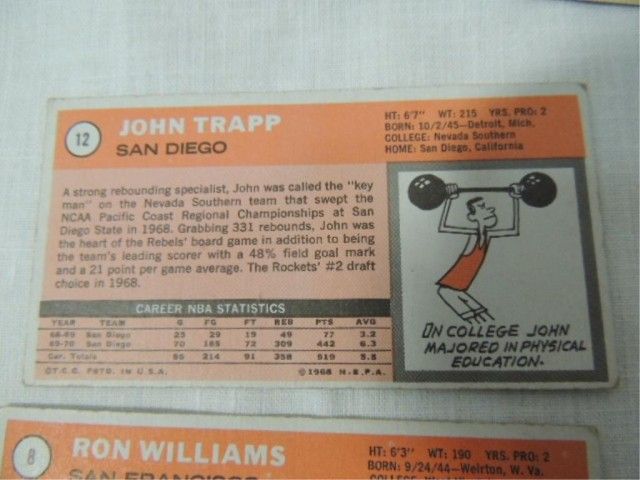 12
JOHN TRAPP
SAN DIEGO
HT: 6'7" WT: 215 YRS. PRO: 2
BORN: 10/2/45—Detroit, Mich.
COLLEGE: Nevada Southern
HOME: San Diego, California
A strong rebounding specialist, John was called the "key
man" on the Nevada Southern team that swept the
NCAA Pacific Coast Regional Championships at San
Diego State in 1968. Grabbing 331 rebounds, John was
the heart of the Rebels' board game in addition to being
the team's leading scorer with a 48% field goal mark
and a 21 point per game average. The Rockets' #2 draft
choice in 1968.
CAREER NBA STATISTICS
YEAR TEAM G FG FT REB PTS AVG
68-69 San Diego 25 29 19 49 77 3.2
69-70 San Diego 70 185 72 309 442 6.3
Car. Totals 95 214 91 358 519 5.5
©T.C.G. PRTD. IN U.S.A. ©1968 N.B.P.A.
IN COLLEGE JOHN
MAJORED IN PHYSICAL
EDUCATION.
8
RON WILLIAMS
SAN FRANCISCO
HT: 6'3" WT: 190 YRS. PRO: 2
BORN: 9/24/44—Weirton, W. Va.